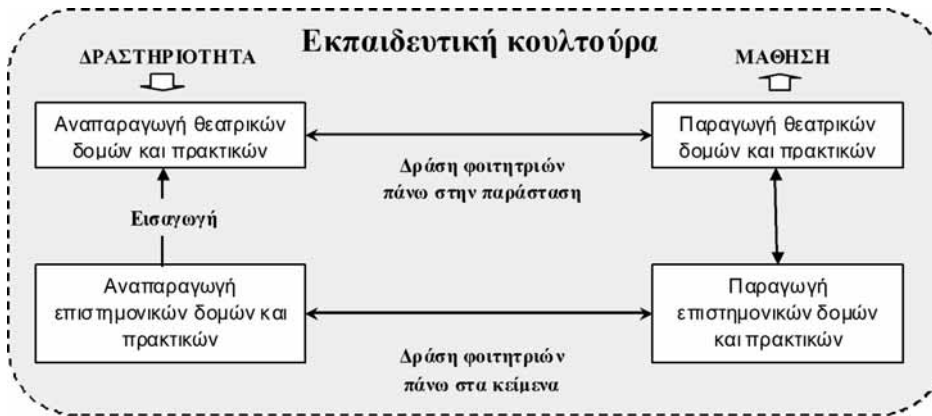 Εκπαιδευτική κουλτούρα
ΔΡΑΣΤΗΡΙΟΤΗΤΑ
ΜΑΘΗΣΗ
Αναπαραγωγή θεατρικών
δομών και πρακτικών
Παραγωγή θεατρικών
δομών και πρακτικών
Δράση φοιτητριών
πάνω στην παράσταση
Εισαγωγή
Αναπαραγωγή
επιστημονικών δομών και
πρακτικών
Παραγωγή
επιστημονικών δομών
και πρακτικών
Δράση φοιτητριών
πάνω στα κείμενα